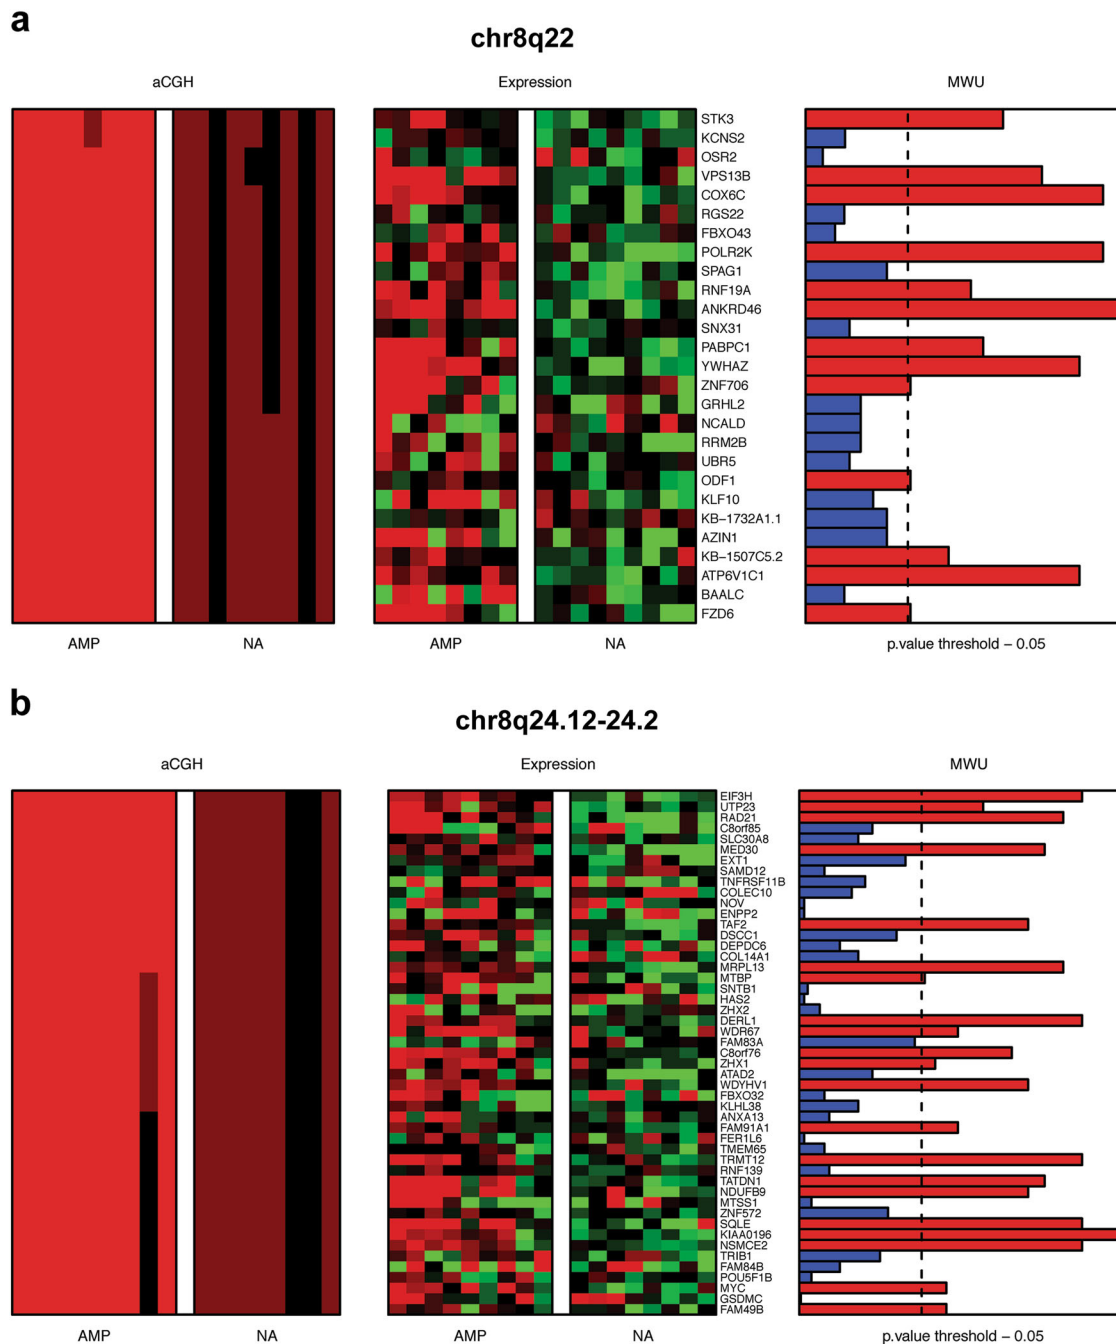 a
chr8q22
aCGH
Expression
MWU
STK3
KCNS2
OSR2
VPS13B
COX6C
RGS22
FBXO43
POLR2K
SPAG1
RNF19A
ANKRD46
SNX31
PABPC1
YWHAZ
ZNF706
GRHL2
NCALD
RRM2B
UBR5
ODF1
KLF10
KB−1732A1.1
AZIN1
KB−1507C5.2
ATP6V1C1
BAALC
FZD6
AMP
NA
AMP
NA
p.value threshold − 0.05
b
chr8q24.12-24.2
aCGH
Expression
MWU
EIF3H
UTP23
RAD21
C8orf85
SLC30A8
MED30
EXT1
SAMD12
TNFRSF11B
COLEC10
NOV
ENPP2
TAF2
DSCC1
DEPDC6
COL14A1
MRPL13
MTBP
SNTB1
HAS2
ZHX2
DERL1
WDR67
FAM83A
C8orf76
ZHX1
ATAD2
WDYHV1
FBXO32
KLHL38
ANXA13
FAM91A1
FER1L6
TMEM65
TRMT12
RNF139
TATDN1
NDUFB9
MTSS1
ZNF572
SQLE
KIAA0196
NSMCE2
TRIB1
FAM84B
POU5F1B
MYC
GSDMC
FAM49B
AMP
NA
AMP
NA
p.value threshold − 0.05